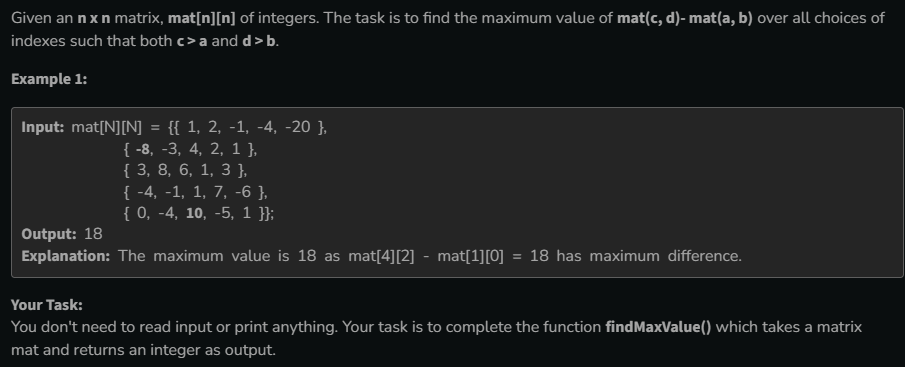 Given an n x n matrix, mat[n][n] of integers. The task is to find the maximum value of mat(c, d)- mat(a, b) over all choices of
indexes such that both c > a and d > b.
Example 1:
Input: mat[N][N] = {{ 1, 2, -1, -4, -20 },
{ -8, -3, 4, 2, 1 },
{ 3, 8, 6, 1, 3 },
{ -4, -1, 1, 7, -6 },
{ 0, -4, 10, -5, 1 }};
Output: 18
Explanation: The maximum value is 18 as mat[4][2] - mat[1][0] = 18 has maximum difference.
Your Task:
You don't need to read input or print anything. Your task is to complete the function findMaxValue() which takes a matrix
mat and returns an integer as output.